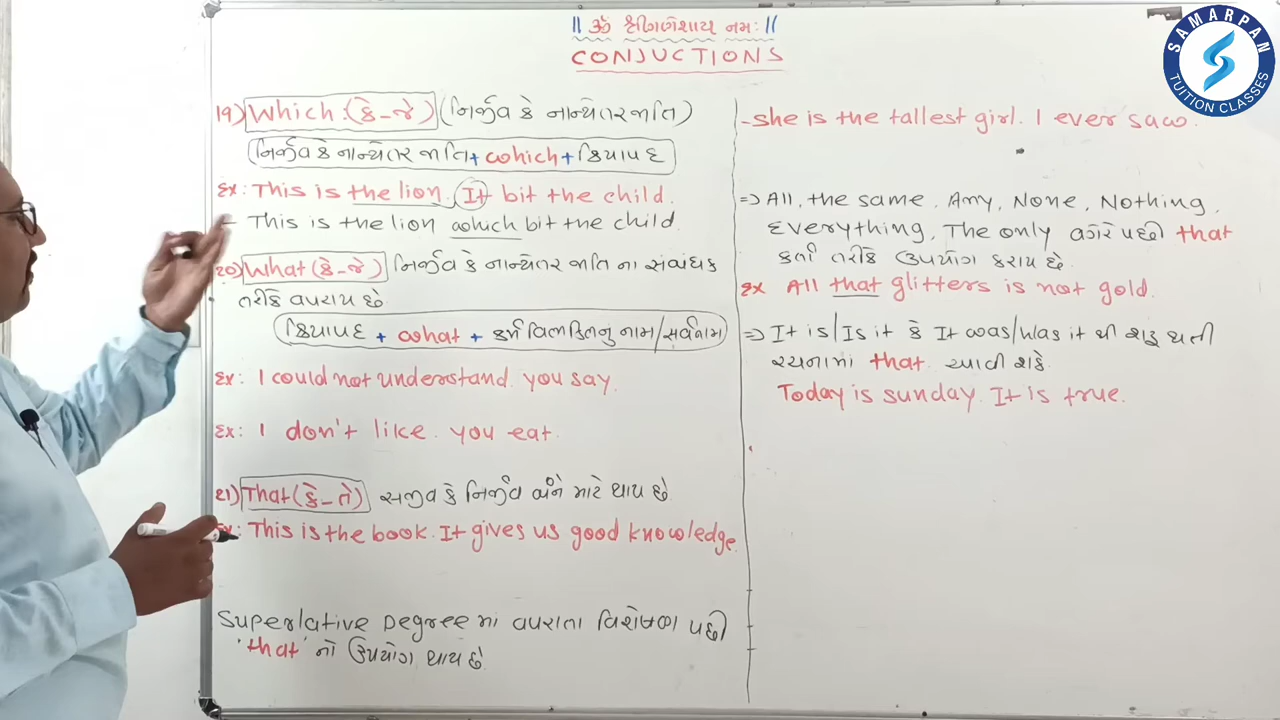 || ૐ શ્રી ગણેશાય નમઃ ||
CONJUCTIONS
SAMARPAN
TUITION CLASSES
19) Which (કે-જે) (નિર્જીવ કે નાન્યેતર જાતિ)
નિર્જીવ કે નાન્યેતર જાતિ + which + ક્રિયાપદ
Ex: This is the lion. It bit the child.
- This is the lion which bit the child.
20) What (કે-જે) નિર્જીવ કે નાન્યેતર જાતિ ના સંબંધક
તરીકે વપરાય છે.
ક્રિયાપદ + what + કર્મ વિભક્તિનું નામ/સર્વનામ
Ex: I could not understand. you say.
Ex: I don't like. you eat.
21) That (કે-તે) સજીવ કે નિર્જીવ બંને માટે થાય છે.
Ex: This is the book. It gives us good knowledge.
Superlative Degree માં વપરાતા વિશેષણ પછી
'that' નો ઉપયોગ થાય છે
- she is the tallest girl. I ever saw.
⇒ All, the same, Any, None, Nothing,
Everything, The only વગેરે પછી that
કર્તા તરીકે ઉપયોગ કરાય છે.
Ex All that glitters is not gold.
⇒ It is/Is it કે It was/Was it થી શરૂ થતી
રચનામાં that આવી શકે.
Today is sunday. It is true.